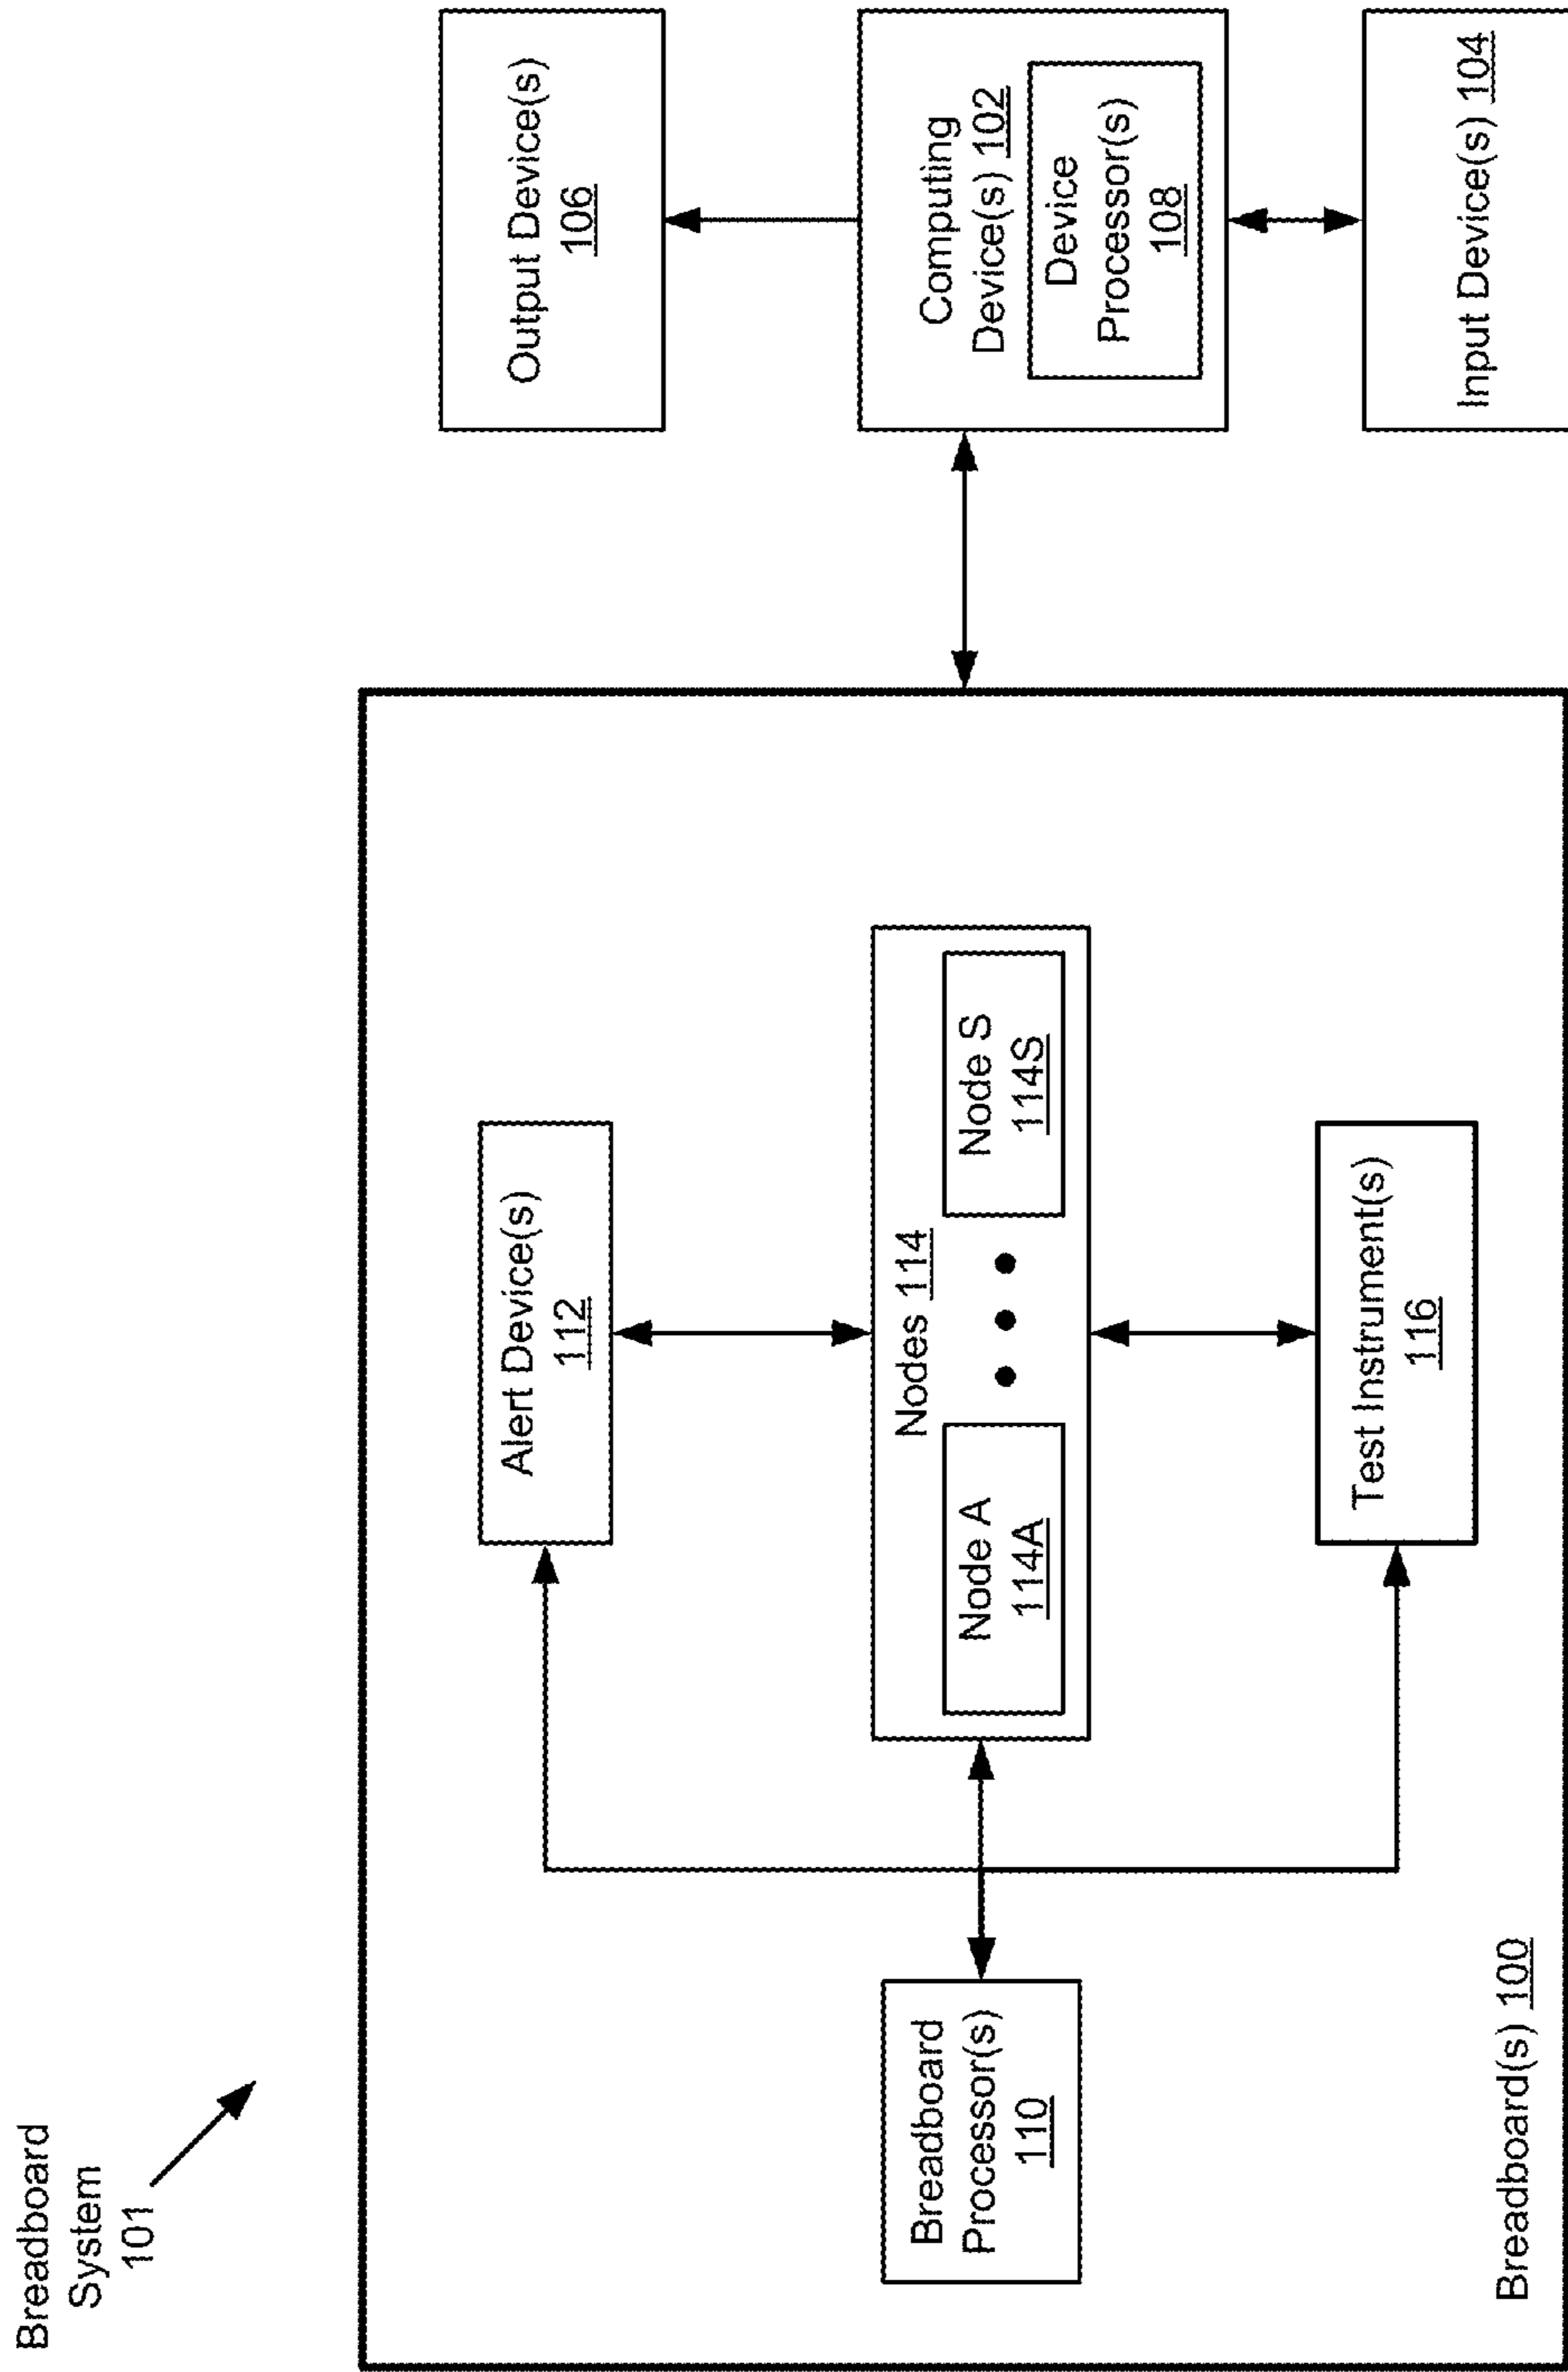 Breadboard
System
101
Alert Device(s)
112
Breadboard
Processor(s)
110
Nodes 114
Node A
114A
Node S
114S
Test Instrument(s)
116
Breadboard(s) 100
Output Device(s)
106
Computing
Device(s) 102
Device
Processor(s)
108
Input Device(s) 104